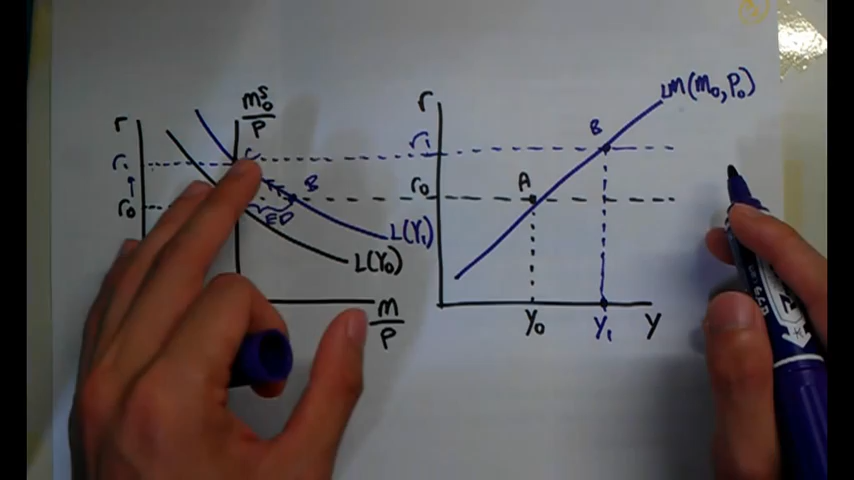 r
m₀ˢ/P
r₁
r₀
C
B
ED
L(Y₁)
L(Y₀)
M/P
r
LM(M₀,P₀)
r₁
B
r₀
A
Y₀
Y₁
Y